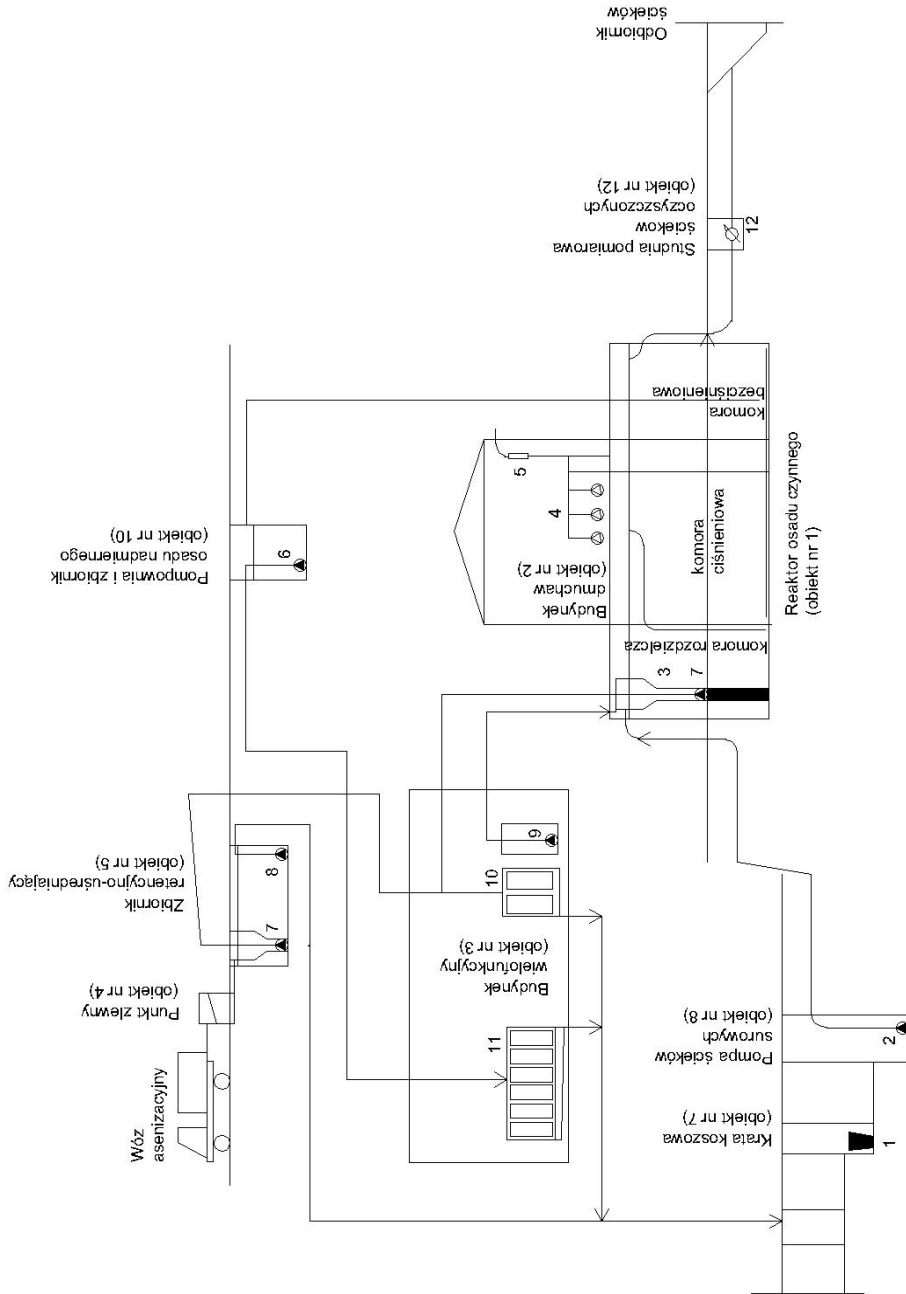 Wóz
asenizacyjny
Punkt zlewny
(obiekt nr 4)
Zbiornik
retencyjno-uśredniający
(obiekt nr 5)
7
8
Pompownia i zbiornik
osadu nadmiernego
(obiekt nr 10)
6
Budynek
wielofunkcyjny
(obiekt nr 3)
11
10
9
Budynek
dmuchaw
(obiekt nr 2)
4
5
komora rozdzielcza
3
7
komora
ciśnieniowa
komora
bezciśnieniowa
Reaktor osadu czynnego
(obiekt nr 1)
Krata koszowa
(obiekt nr 7)
1
Pompa ścieków
surowych
(obiekt nr 8)
2
Studnia pomiarowa
ściekow
oczyszczonych
(obiekt nr 12)
12
Odbiornik
ścieków